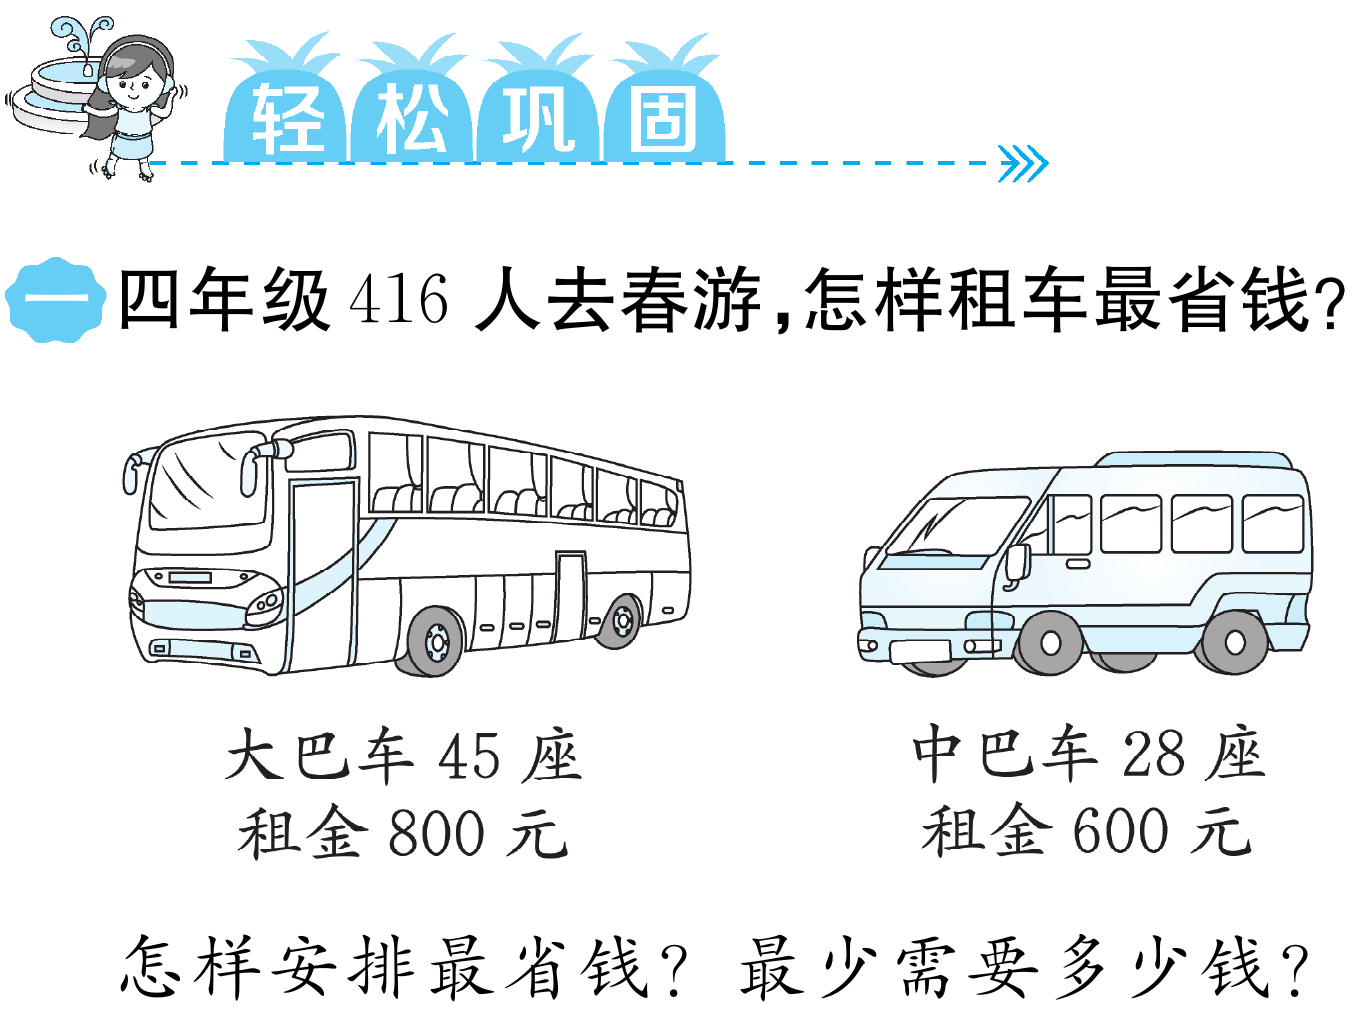 轻松巩固
一 四年级416人去春游,怎样租车最省钱?
大巴车45座 中巴车28座
租金800元 租金600元
怎样安排最省钱?最少需要多少钱?